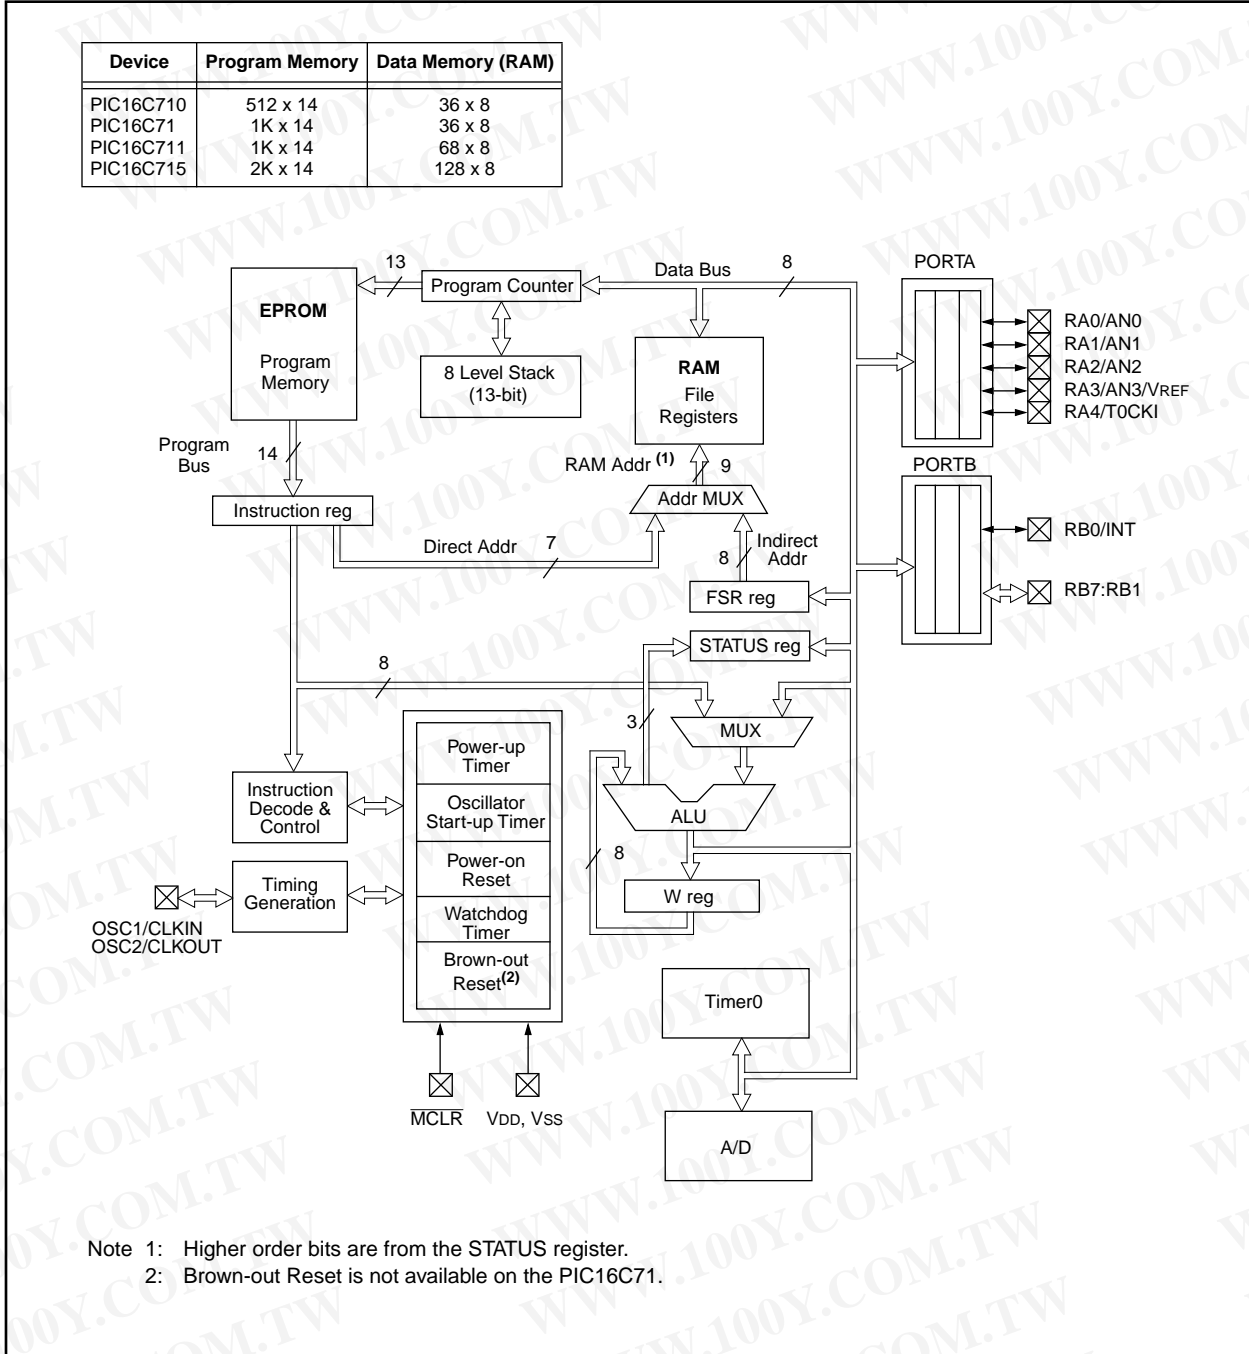 Device Program Memory Data Memory (RAM)
PIC16C710 512 x 14 36 x 8
PIC16C71 1K x 14 36 x 8
PIC16C711 1K x 14 68 x 8
PIC16C715 2K x 14 128 x 8
13
Data Bus
8
PORTA
EPROM
Program Memory
Program Counter
8 Level Stack
(13-bit)
RAM
File
Registers
RA0/AN0
RA1/AN1
RA2/AN2
RA3/AN3/VREF
RA4/T0CKI
Program
Bus
14
RAM Addr (1)
9
PORTB
Instruction reg
Addr MUX
Direct Addr
7
8
Indirect
Addr
RB0/INT
FSR reg
RB7:RB1
STATUS reg
8
3
MUX
Power-up
Timer
Instruction
Decode &
Control
Oscillator
Start-up Timer
ALU
8
Power-on
Reset
Timing
Generation
W reg
OSC1/CLKIN
OSC2/CLKOUT
Watchdog
Timer
Brown-out
Reset(2)
Timer0
MCLR
VDD, VSS
A/D
Note 1: Higher order bits are from the STATUS register.
2: Brown-out Reset is not available on the PIC16C71.
WWW.100Y.COM.TW